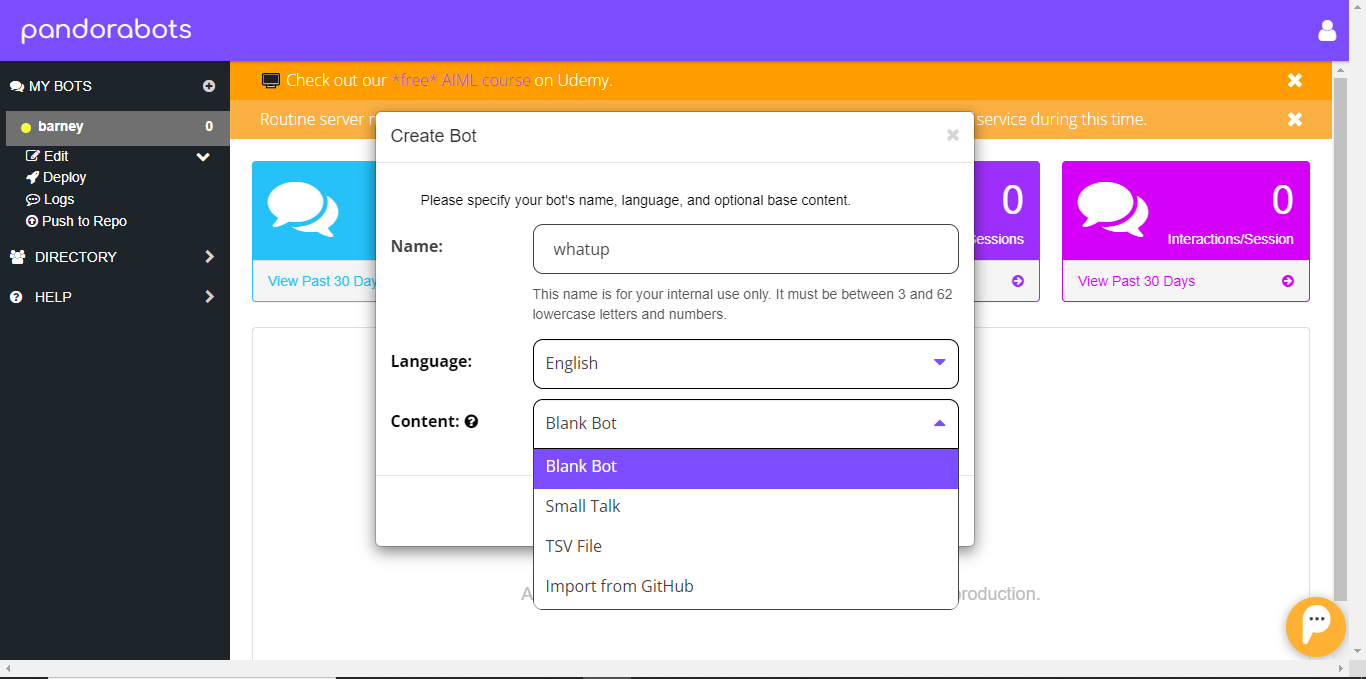 pandorabots
MY BOTS
barney 0
Edit
Deploy
Logs
Push to Repo
DIRECTORY
HELP
Check out our *free* AIML course on Udemy.
Routine server
service during this time.
Create Bot
Please specify your bot's name, language, and optional base content.
Name:
whatup
This name is for your internal use only. It must be between 3 and 62
lowercase letters and numbers.
Language:
English
Content:
Blank Bot
Blank Bot
Small Talk
TSV File
Import from GitHub
View Past 30 Day
0
essions
0
Interactions/Session
View Past 30 Days
A
roduction.